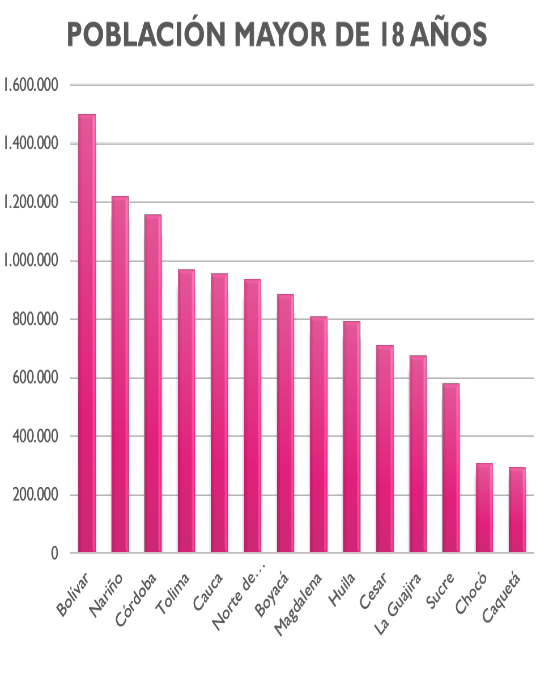 POBLACIÓN MAYOR DE 18 AÑOS
1.600.000
1.400.000
1.200.000
1.000.000
800.000
600.000
400.000
200.000
0
Bolívar
Nariño
Córdoba
Tolima
Cauca
Norte de…
Boyacá
Magdalena
Huila
Cesar
La Guajira
Sucre
Chocó
Caquetá